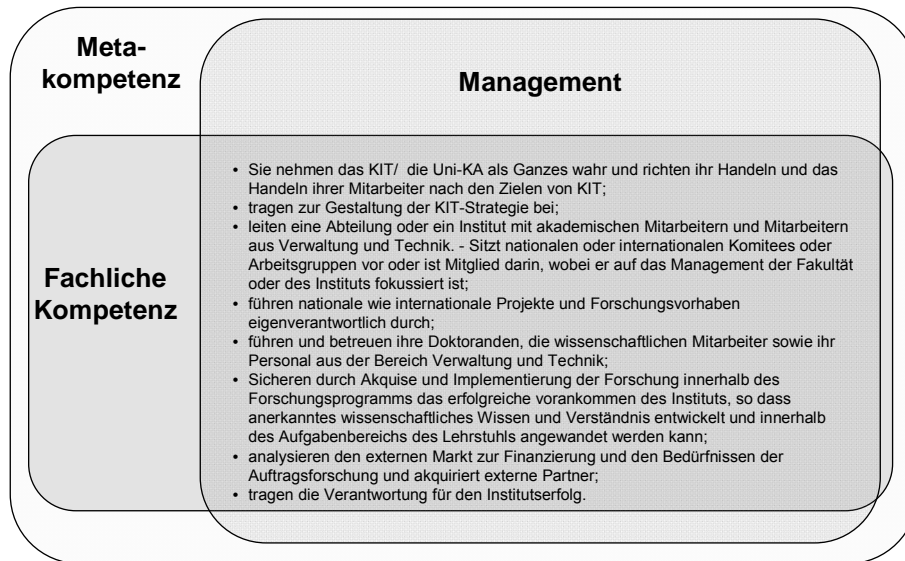 Meta-
kompetenz
Management
Fachliche
Kompetenz
• Sie nehmen das KIT/ die Uni-KA als Ganzes wahr und richten ihr Handeln und das
Handeln ihrer Mitarbeiter nach den Zielen von KIT;
• tragen zur Gestaltung der KIT-Strategie bei;
• leiten eine Abteilung oder ein Institut mit akademischen Mitarbeitern und Mitarbeitern
aus Verwaltung und Technik. - Sitzt nationalen oder internationalen Komitees oder
Arbeitsgruppen vor oder ist Mitglied darin, wobei er auf das Management der Fakultät
oder des Instituts fokussiert ist;
• führen nationale wie internationale Projekte und Forschungsvorhaben
eigenverantwortlich durch;
• führen und betreuen ihre Doktoranden, die wissenschaftlichen Mitarbeiter sowie ihr
Personal aus der Bereich Verwaltung und Technik;
• Sicheren durch Akquise und Implementierung der Forschung innerhalb des
Forschungsprogramms das erfolgreiche vorankommen des Instituts, so dass
anerkanntes wissenschaftliches Wissen und Verständnis entwickelt und innerhalb
des Aufgabenbereichs des Lehrstuhls angewandet werden kann;
• analysieren den externen Markt zur Finanzierung und den Bedürfnissen der
Auftragsforschung und akquiriert externe Partner;
• tragen die Verantwortung für den Institutserfolg.